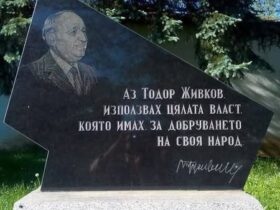 Аз Тодор Живков
използвах цялата власт,
която имах за добруването
на своя народ